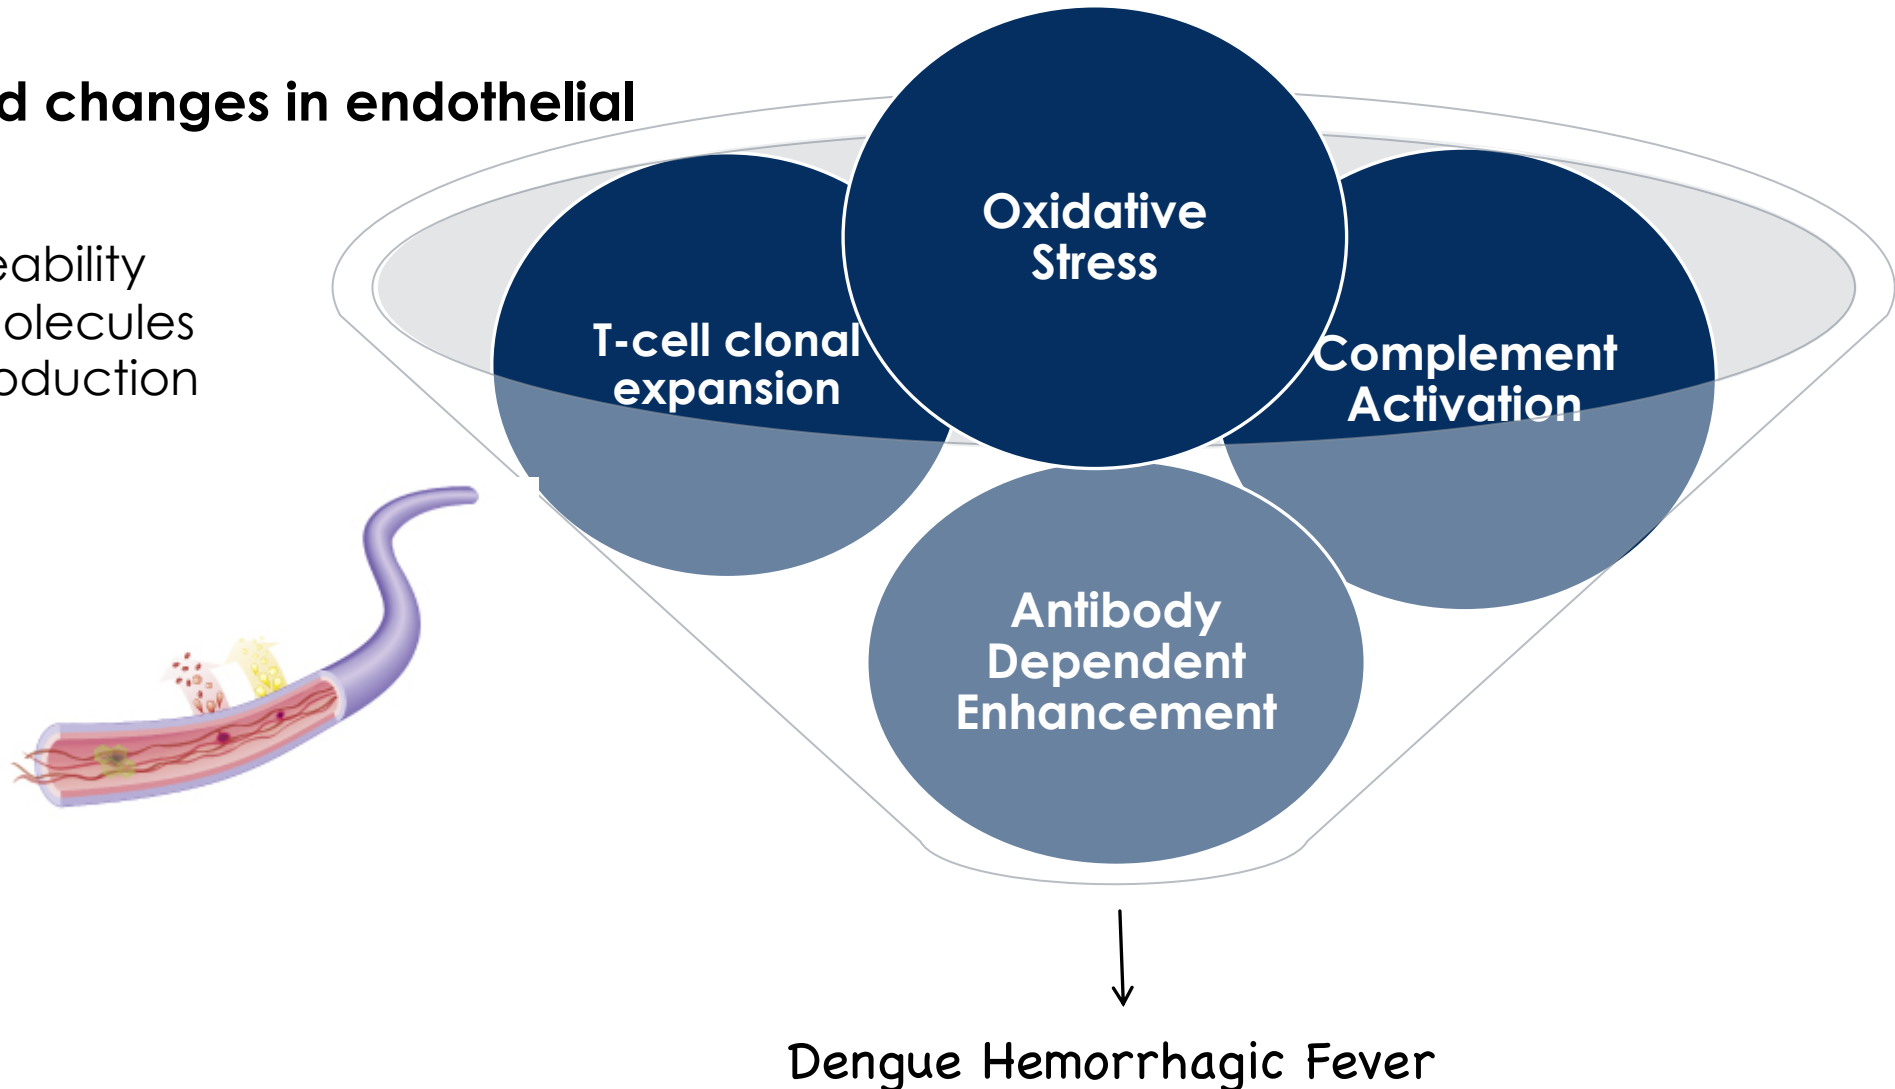 d changes in endothelial
eability
olecules
oduction
Oxidative
Stress
T-cell clonal
expansion
Complement
Activation
Antibody
Dependent
Enhancement
Dengue Hemorrhagic Fever